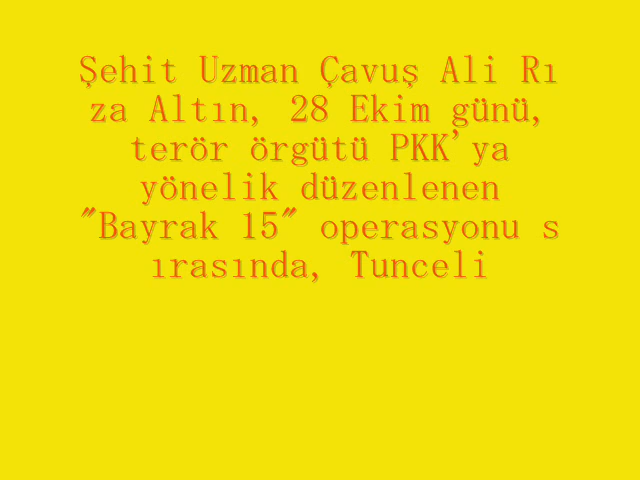 Şehit Uzman Çavuş Ali Rı
za Altın, 28 Ekim günü,
terör örgütü PKK'ya
yönelik düzenlenen
"Bayrak 15" operasyonu s
ırasında, Tunceli